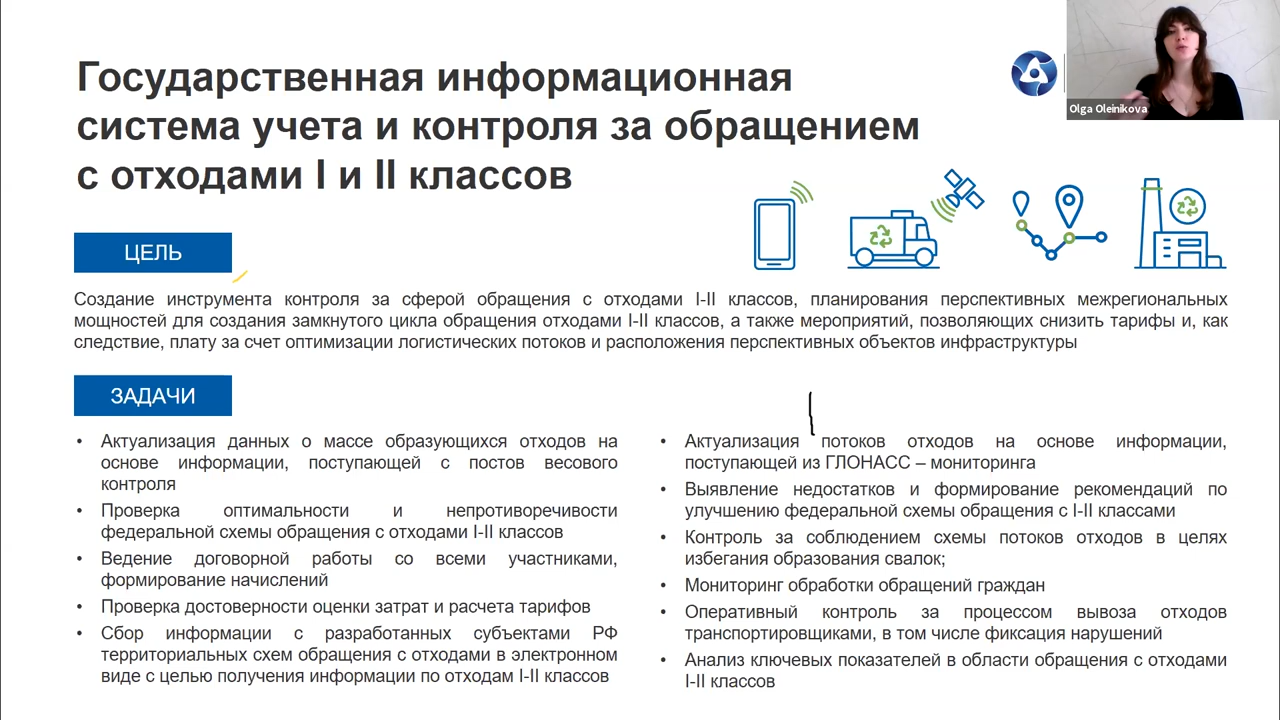 Государственная информационная
система учета и контроля за обращением
с отходами I и II классов
Olga Oleinikova
ЦЕЛЬ
Создание инструмента контроля за сферой обращения с отходами I-II классов, планирования перспективных межрегиональных
мощностей для создания замкнутого цикла обращения отходами I-II классов, а также мероприятий, позволяющих снизить тарифы и, как
следствие, плату за счет оптимизации логистических потоков и расположения перспективных объектов инфраструктуры
ЗАДАЧИ
• Актуализация данных о массе образующихся отходов на
основе информации, поступающей с постов весового
контроля
• Проверка оптимальности и непротиворечивости
федеральной схемы обращения с отходами I-II классов
• Ведение договорной работы со всеми участниками,
формирование начислений
• Проверка достоверности оценки затрат и расчета тарифов
• Сбор информации с разработанных субъектами РФ
территориальных схем обращения с отходами в электронном
виде с целью получения информации по отходам I-II классов
• Актуализация потоков отходов на основе информации,
поступающей из ГЛОНАСС – мониторинга
• Выявление недостатков и формирование рекомендаций по
улучшению федеральной схемы обращения с I-II классами
• Контроль за соблюдением схемы потоков отходов в целях
избегания образования свалок;
• Мониторинг обработки обращений граждан
• Оперативный контроль за процессом вывоза отходов
транспортировщиками, в том числе фиксация нарушений
• Анализ ключевых показателей в области обращения с отходами
I-II классов